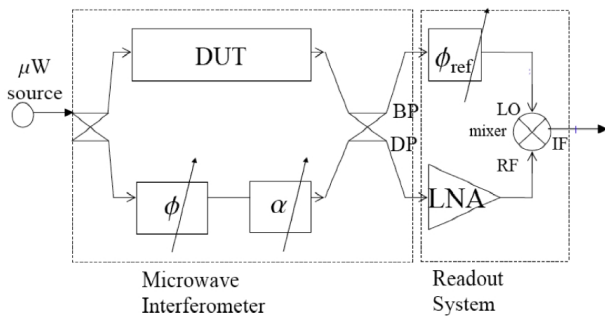 μW
source
DUT
ϕ
α
BP
DP
ϕref
LO
mixer
IF
RF
LNA
Microwave
Interferometer
Readout
System